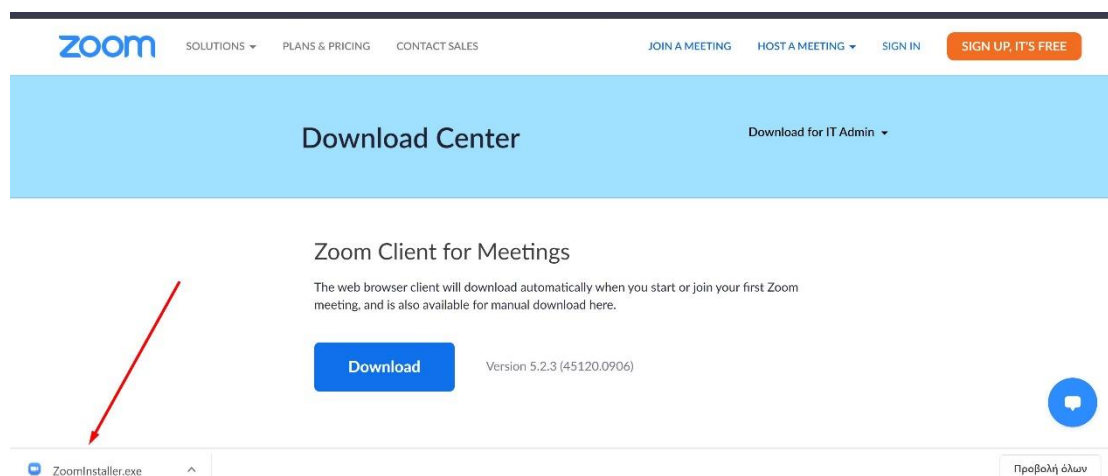 zoom SOLUTIONS PLANS & PRICING CONTACT SALES JOIN A MEETING HOST A MEETING SIGN IN SIGN UP, IT'S FREE
Download Center Download for IT Admin
Zoom Client for Meetings
The web browser client will download automatically when you start or join your first Zoom
meeting, and is also available for manual download here.
Download Version 5.2.3 (45120.0906)
ZoomInstaller.exe Προβολή όλων